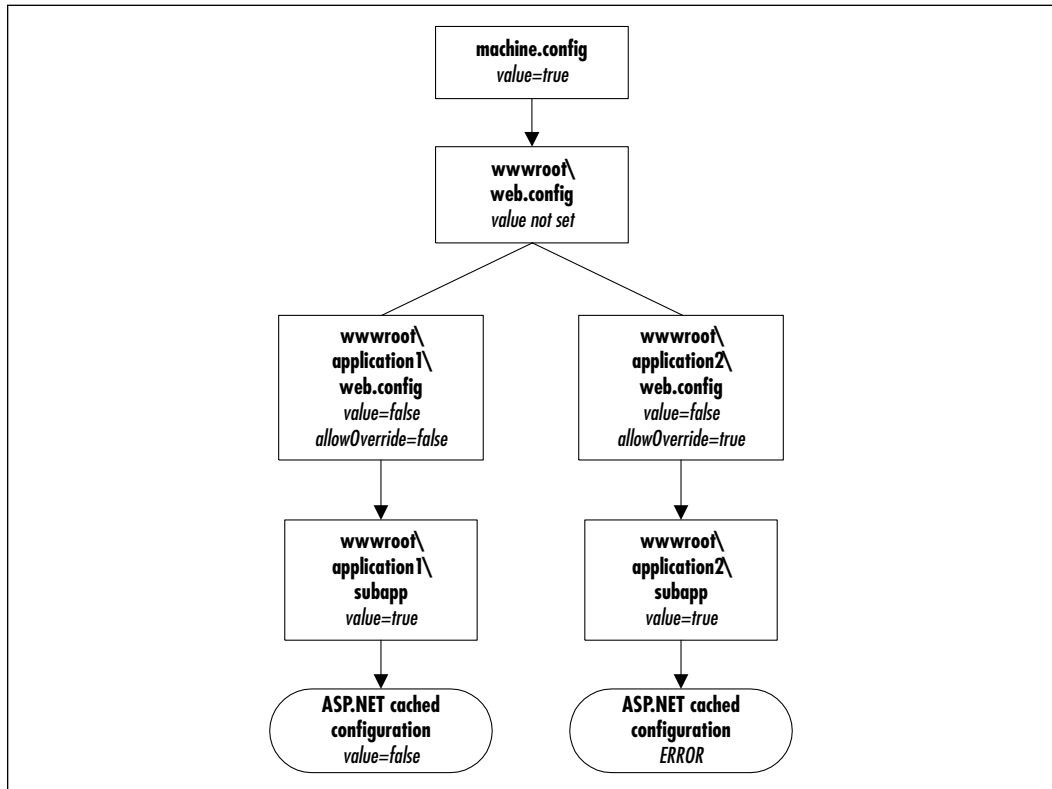 machine.config
value=true
wwwroot\
web.config
value not set
wwwroot\
application1\
web.config
value=false
allowOverride=false
wwwroot\
application2\
web.config
value=false
allowOverride=true
wwwroot\
application1\
subapp
value=true
wwwroot\
application2\
subapp
value=true
ASP.NET cached
configuration
value=false
ASP.NET cached
configuration
ERROR